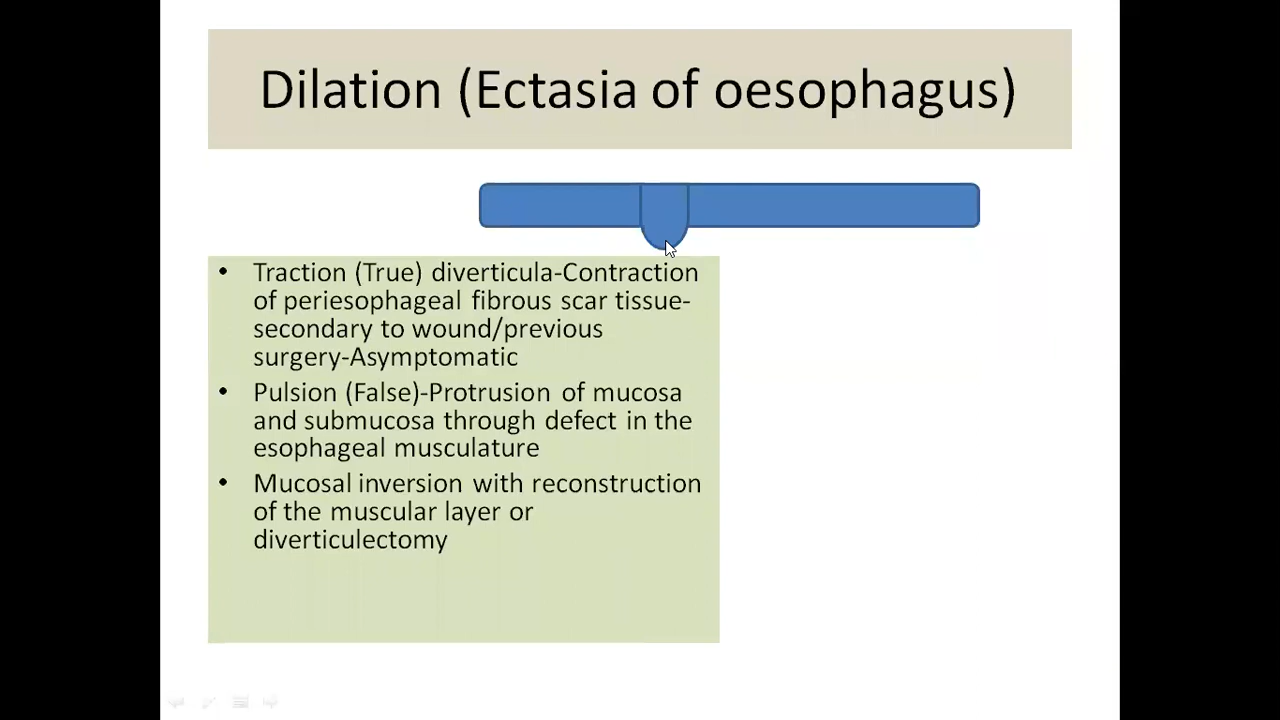 Dilation (Ectasia of oesophagus)
• Traction (True) diverticula-Contraction
of periesophageal fibrous scar tissue-
secondary to wound/previous
surgery-Asymptomatic
• Pulsion (False)-Protrusion of mucosa
and submucosa through defect in the
esophageal musculature
• Mucosal inversion with reconstruction
of the muscular layer or
diverticulectomy